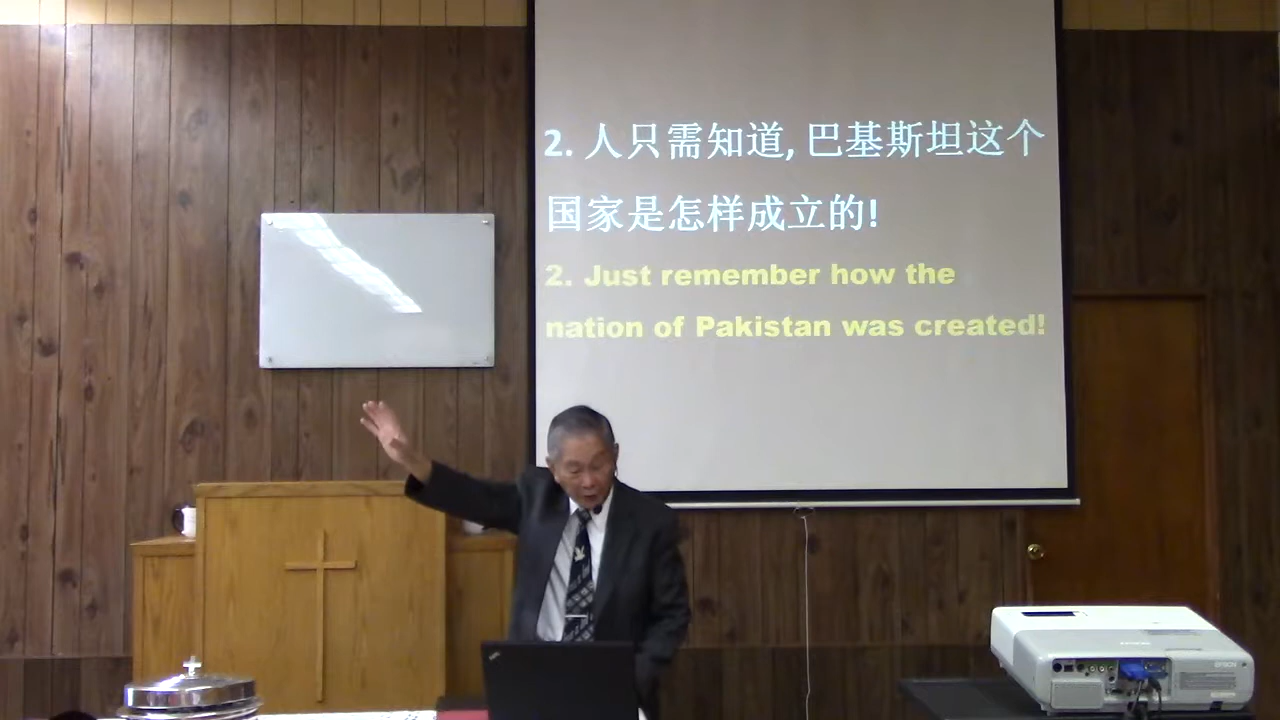 2. 人只需知道, 巴基斯坦这个
国家是怎样成立的!
2. Just remember how the
nation of Pakistan was created!
EPSON